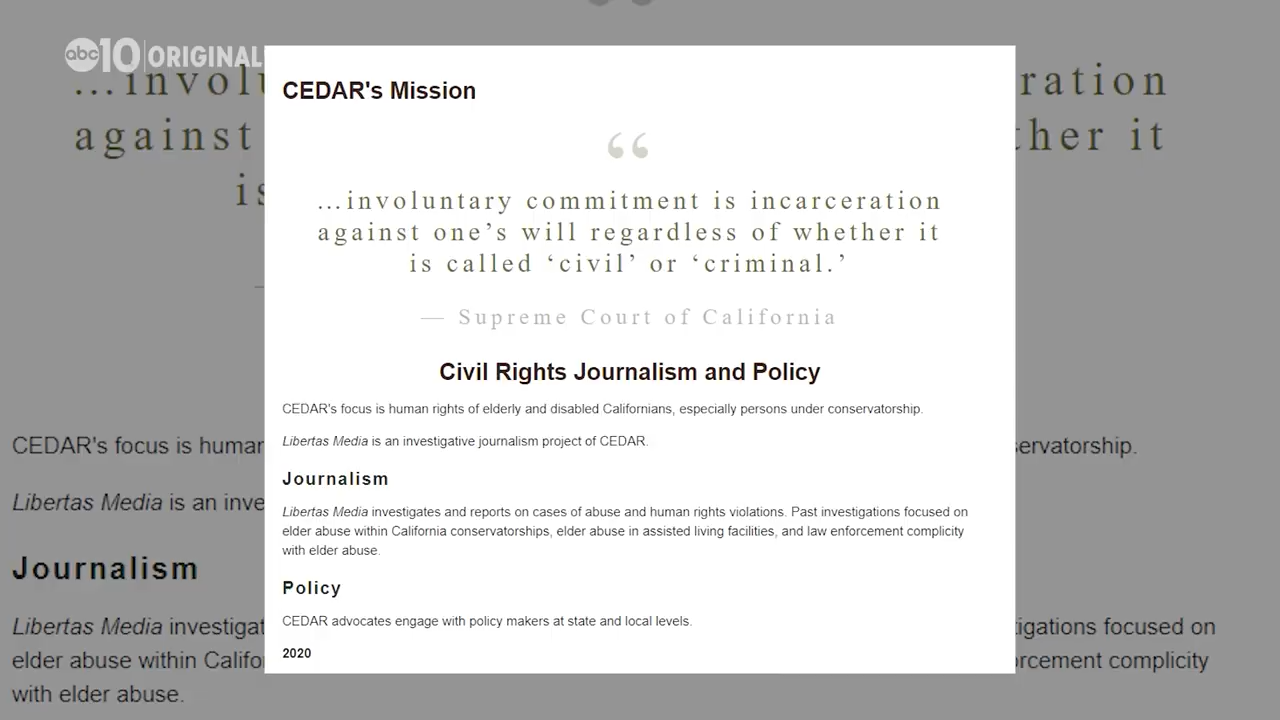 abc 10 ORIGINAL
CEDAR's Mission
“
…involuntary commitment is incarceration
against one’s will regardless of whether it
is called ‘civil’ or ‘criminal.’
— Supreme Court of California
Civil Rights Journalism and Policy
CEDAR's focus is human rights of elderly and disabled Californians, especially persons under conservatorship.
Libertas Media is an investigative journalism project of CEDAR.
Journalism
Libertas Media investigates and reports on cases of abuse and human rights violations. Past investigations focused on
elder abuse within California conservatorships, elder abuse in assisted living facilities, and law enforcement complicity
with elder abuse.
Policy
CEDAR advocates engage with policy makers at state and local levels.
2020
…involu
ration
against
ther it
is
CEDAR's focus is human
servatorship.
Libertas Media is an inve
Journalism
Libertas Media investigat
tigations focused on
elder abuse within Califor
orcement complicity
with elder abuse.